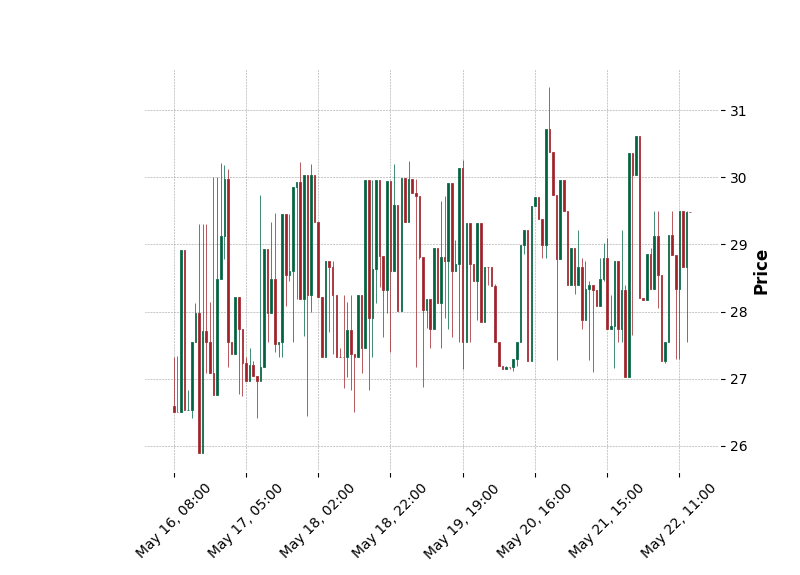 31
30
29
28
27
26
Price
May 16, 08:00
May 17, 05:00
May 18, 02:00
May 18, 22:00
May 19, 19:00
May 20, 16:00
May 21, 15:00
May 22, 11:00